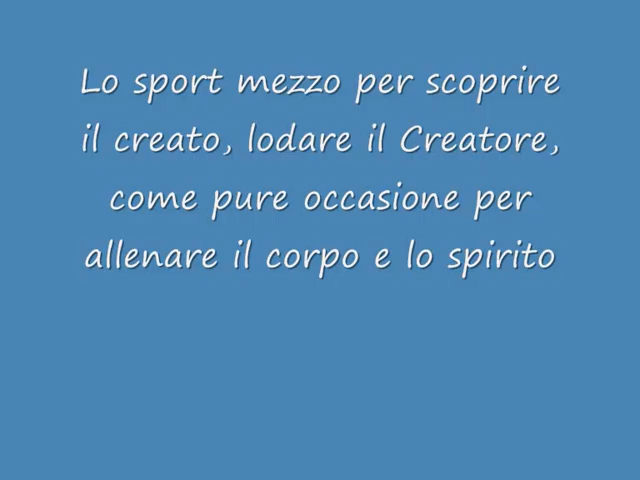 Lo sport mezzo per scoprire
il creato, lodare il Creatore,
come pure occasione per
allenare il corpo e lo spirito